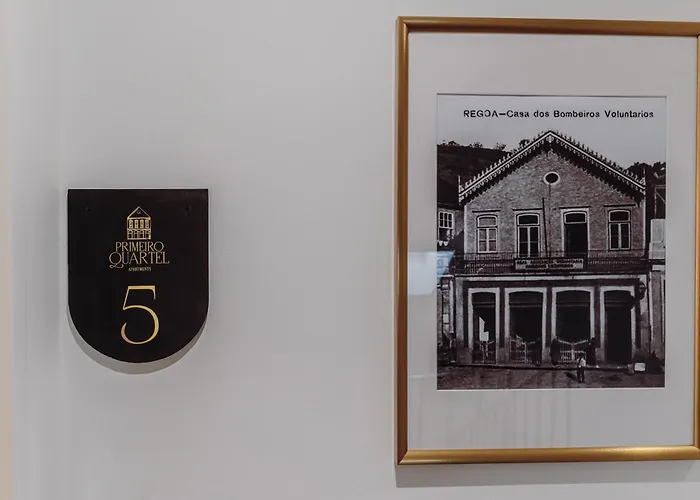 PRIMEIRO
QUARTEL
APARTMENTS
5
REGOA—Casa dos Bombeiros Voluntarios